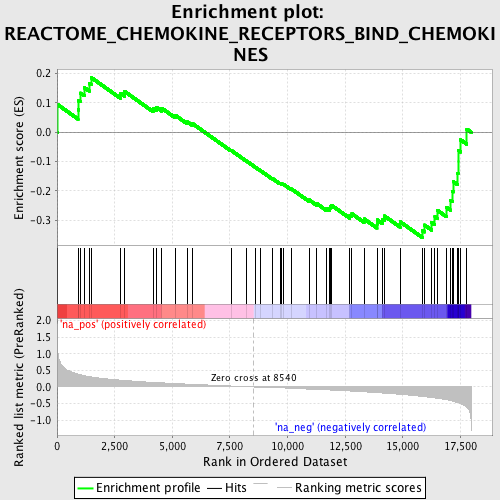 Enrichment plot:
REACTOME_CHEMOKINE_RECEPTORS_BIND_CHEMOKI
NES
Enrichment score (ES)
0.2
0.1
0.0
-0.1
-0.2
-0.3
'na_pos' (positively correlated)
Ranked list metric (PreRanked)
2.0
1.5
1.0
0.5
0.0
-0.5
-1.0
Zero cross at 8540
'na_neg' (negatively correlated)
0
2,500
5,000
7,500
10,000
12,500
15,000
17,500
Rank in Ordered Dataset
Enrichment profile
Hits
Ranking metric scores